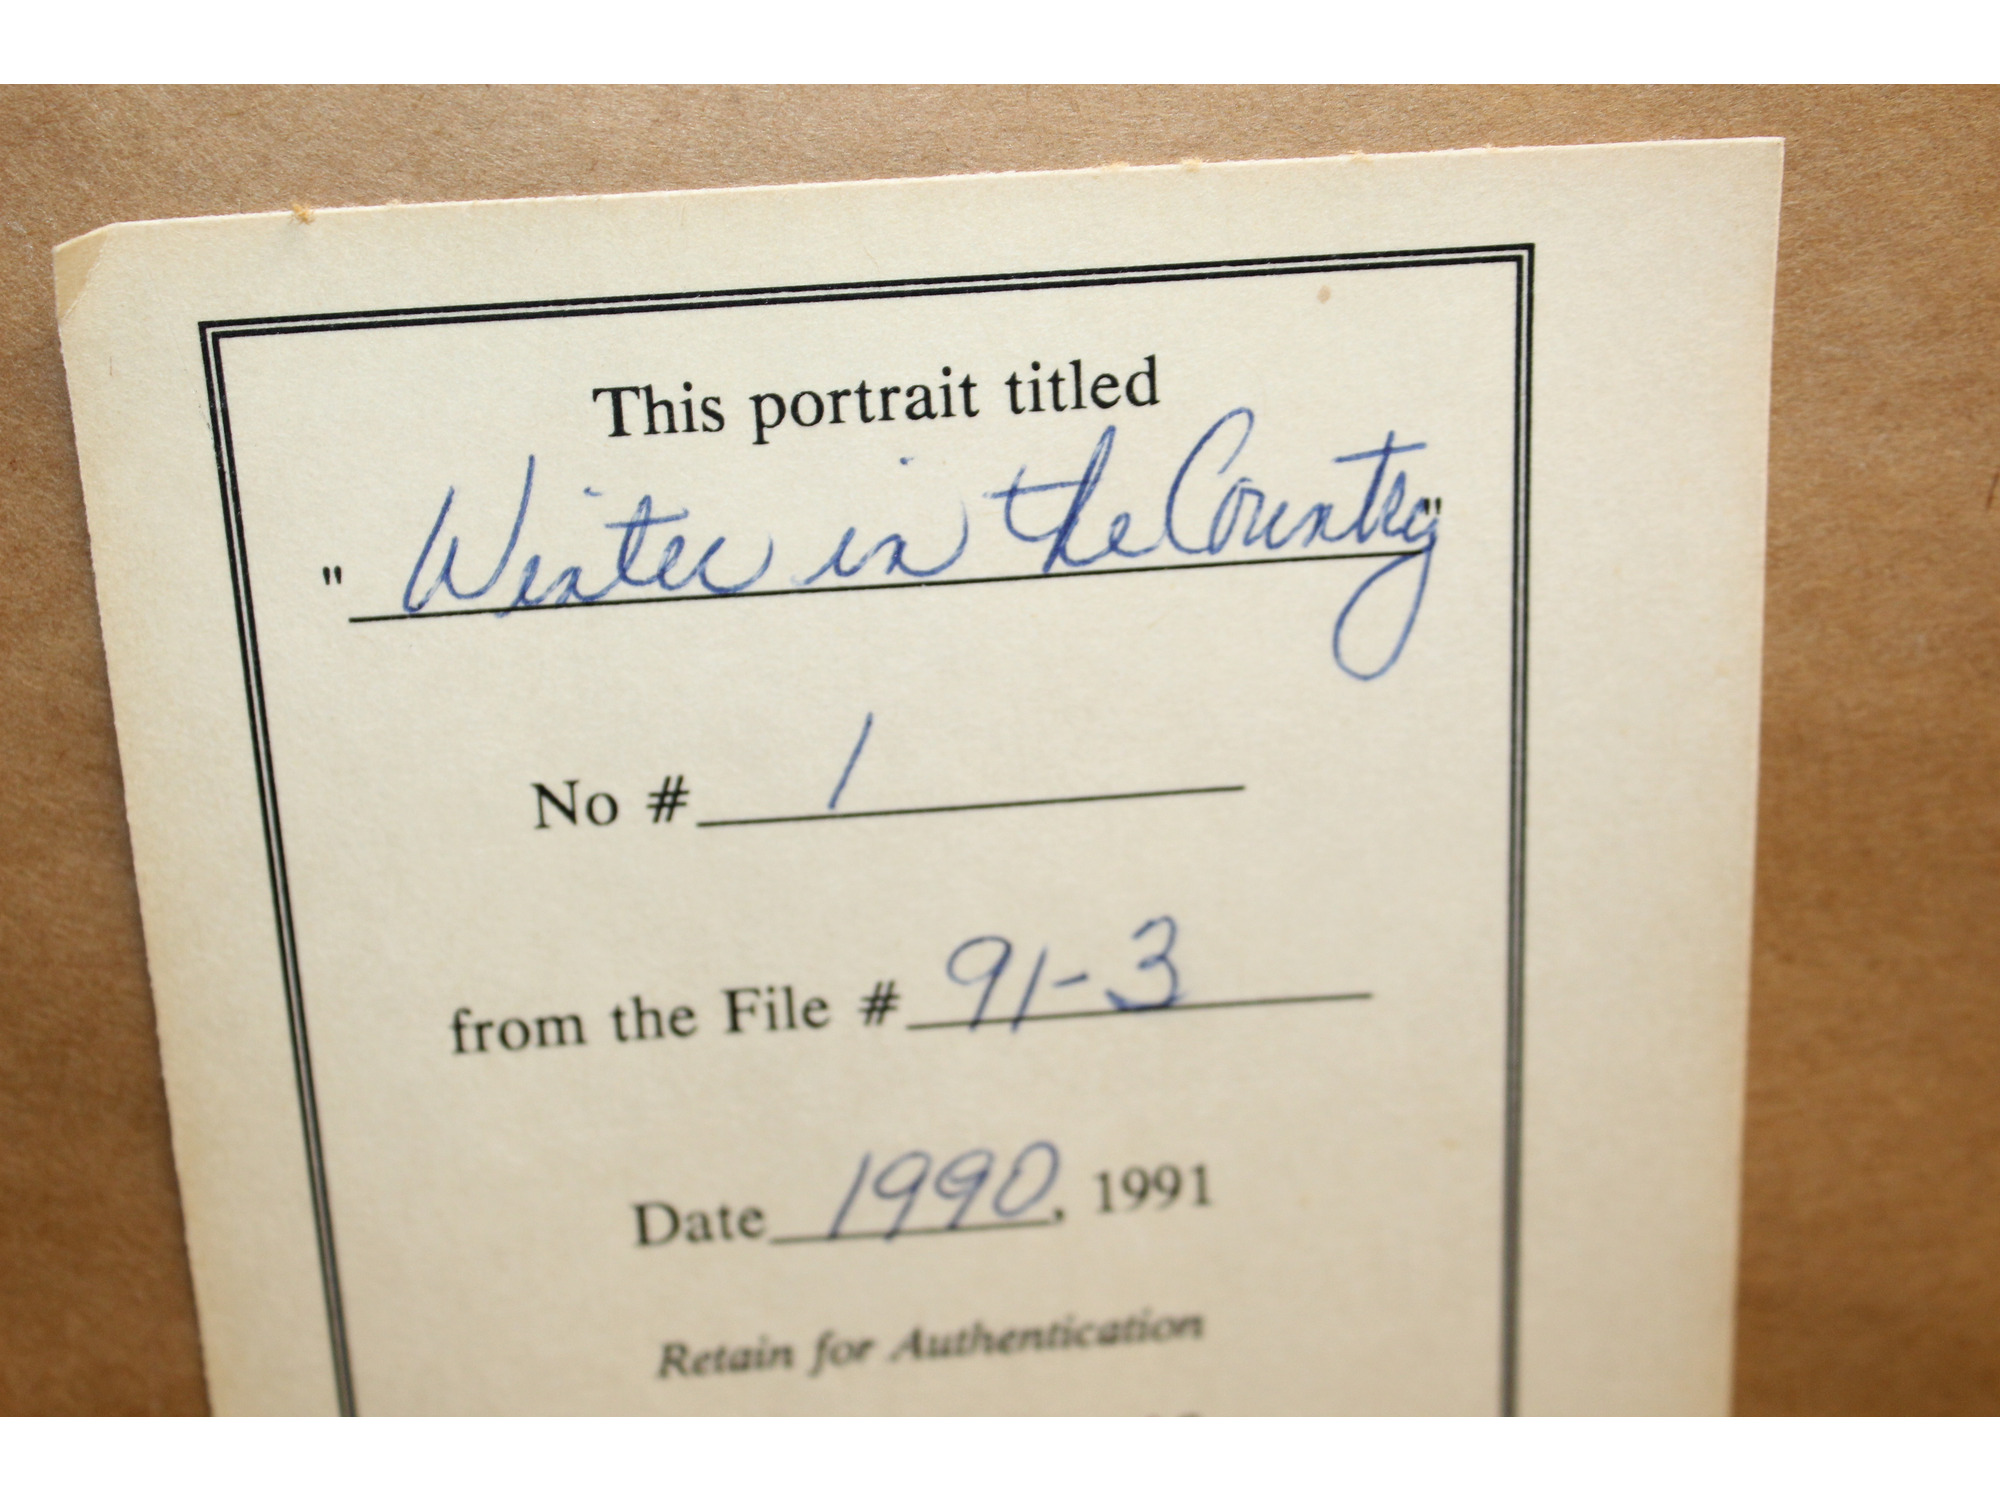 This portrait titled
" Winter in the Country "
No # 1
from the File # 91-3
Date 1990, 1991
Retain for Authentication